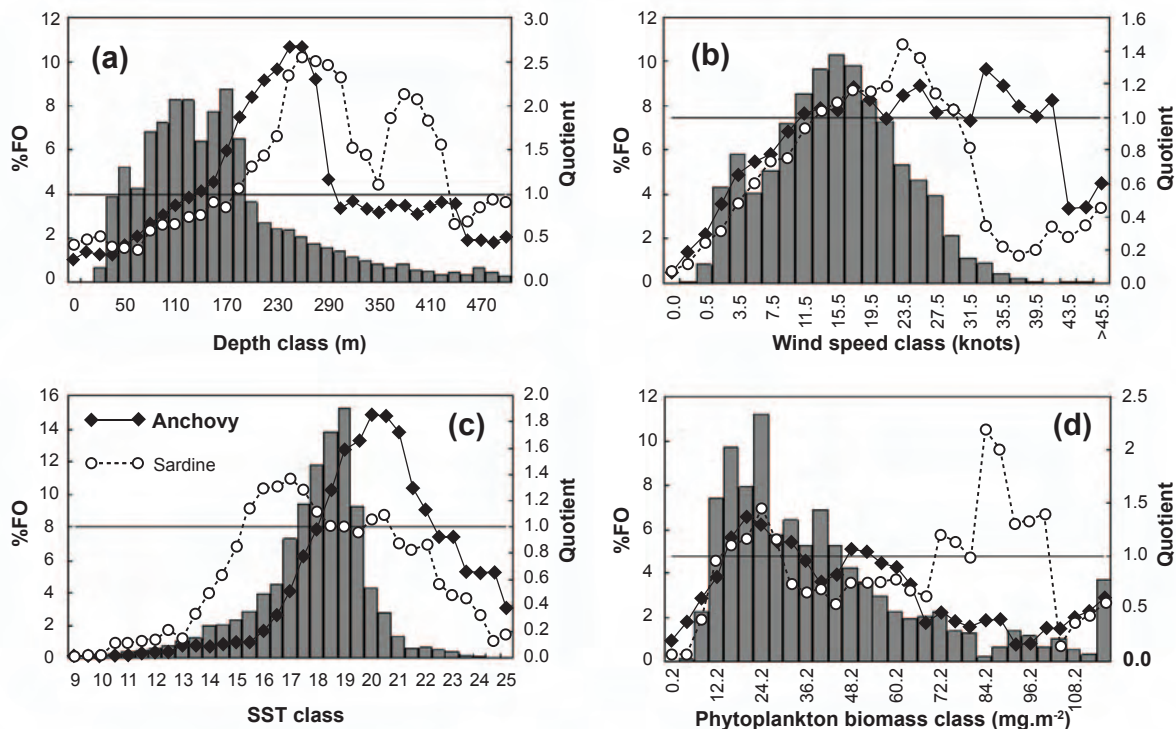 (a)
%FO
12
10
8
6
4
2
0
3.0
2.5
2.0
1.5
1.0
0.5
0.0
Quotient
0 50 110 170 230 290 350 410 470
Depth class (m)
(b)
%FO
12
10
8
6
4
2
0
1.6
1.4
1.2
1.0
0.8
0.6
0.4
0.2
0.0
Quotient
0.0 0.5 3.5 7.5 11.5 15.5 19.5 23.5 27.5 31.5 35.5 39.5 43.5 >45.5
Wind speed class (knots)
(c)
Anchovy
Sardine
%FO
16
14
12
10
8
6
4
2
0
2.0
1.8
1.6
1.4
1.2
1.0
0.8
0.6
0.4
0.2
0.0
Quotient
9 10 11 12 13 14 15 16 17 18 19 20 21 22 23 24 25
SST class
(d)
%FO
12
10
8
6
4
2
0
2.5
2
1.5
1.0
0.5
0.0
Quotient
0.2 12.2 24.2 36.2 48.2 60.2 72.2 84.2 96.2 108.2
Phytoplankton biomass class (mg.m-2)